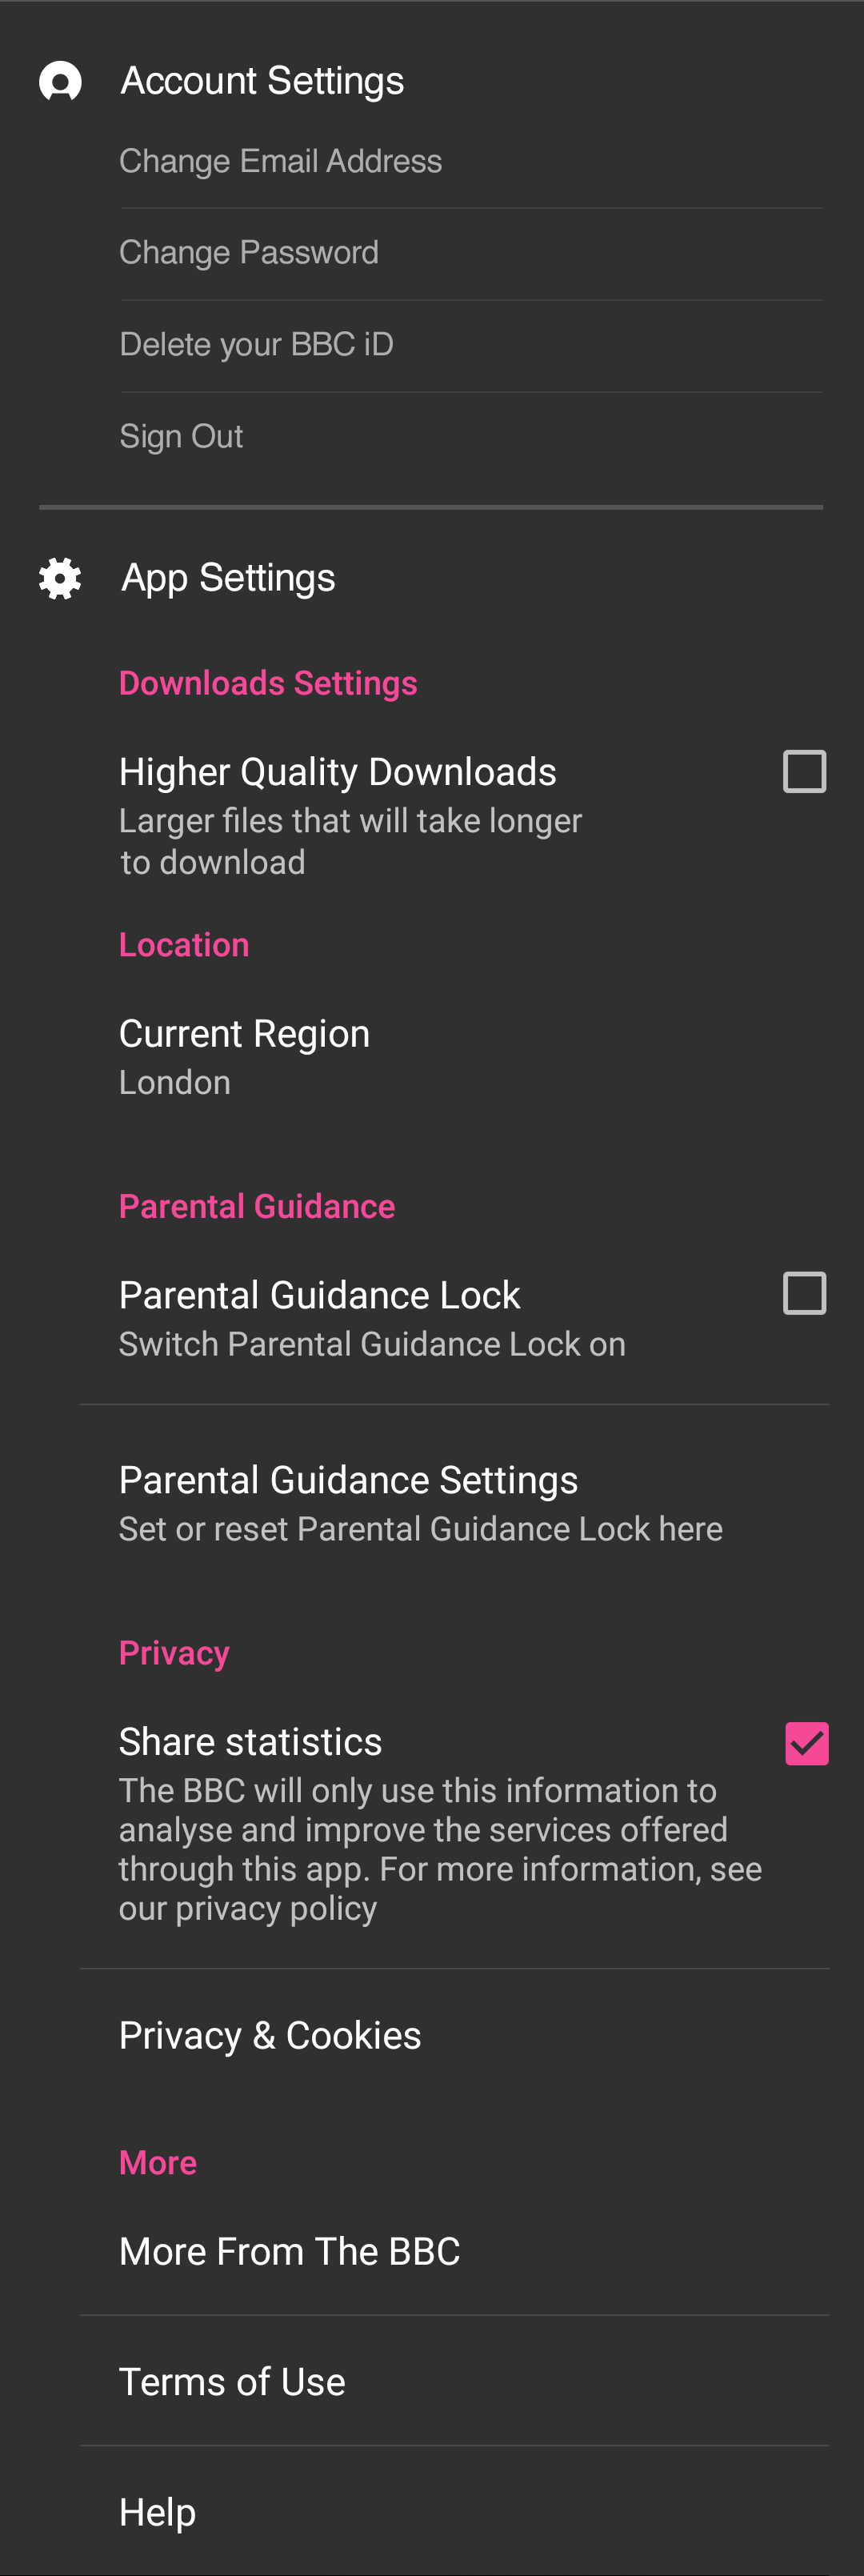 Account Settings
Change Email Address
Change Password
Delete your BBC iD
Sign Out
App Settings
Downloads Settings
Higher Quality Downloads
Larger files that will take longer
to download
Location
Current Region
London
Parental Guidance
Parental Guidance Lock
Switch Parental Guidance Lock on
Parental Guidance Settings
Set or reset Parental Guidance Lock here
Privacy
Share statistics
The BBC will only use this information to
analyse and improve the services offered
through this app. For more information, see
our privacy policy
Privacy & Cookies
More
More From The BBC
Terms of Use
Help